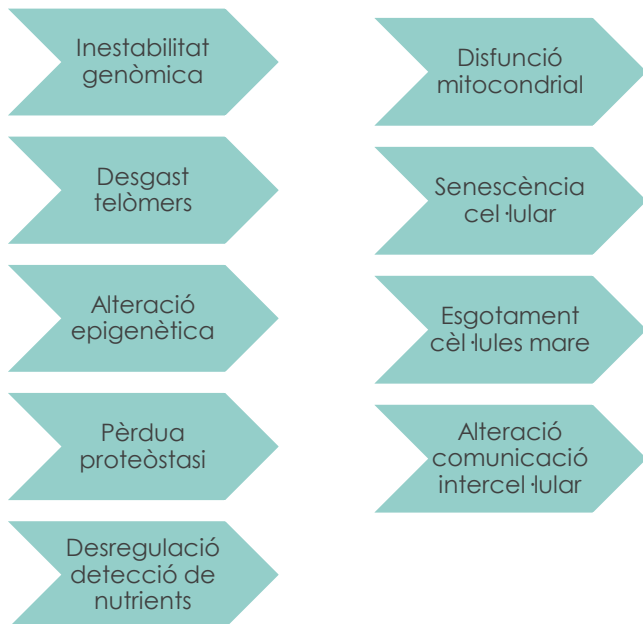 Inestabilitat
genòmica
Desgast
telòmers
Alteració
epigenètica
Pèrdua
proteòstasi
Desregulació
detecció de
nutrients
Disfunció
mitocondrial
Senescència
cel·lular
Esgotament
cèl·lules mare
Alteració
comunicació
intercel·lular